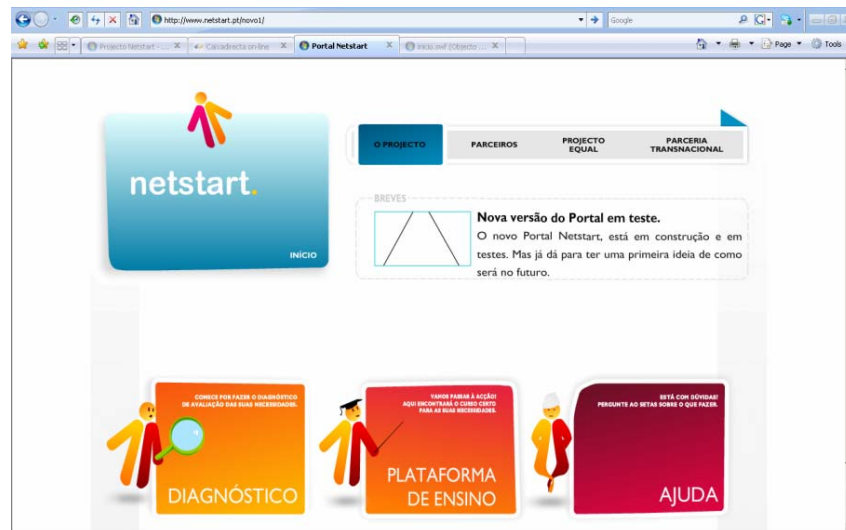 http://www.netstart.pt/novo1/
Google
Projecto Netstart - ...
Caixadirecta on-line
Portal Netstart
inicio.swf (Objecto ...
Page
Tools
netstart.
INÍCIO
O PROJECTO
PARCEIROS
PROJECTO
EQUAL
PARCERIA
TRANSNACIONAL
BREVES
Nova versão do Portal em teste.
O novo Portal Netstart, está em construção e em
testes. Mas já dá para ter uma primeira ideia de como
será no futuro.
COMECE POR FAZER O DIAGNÓSTICO
DE AVALIAÇÃO DAS SUAS NECESSIDADES.
DIAGNÓSTICO
VAMOS PASSAR À ACÇÃO!
AQUI ENCONTRARÁ O CURSO CERTO
PARA AS SUAS NECESSIDADES.
PLATAFORMA
DE ENSINO
ESTÁ COM DÚVIDAS?
PERGUNTE AO SETAS SOBRE O QUE FAZER.
AJUDA